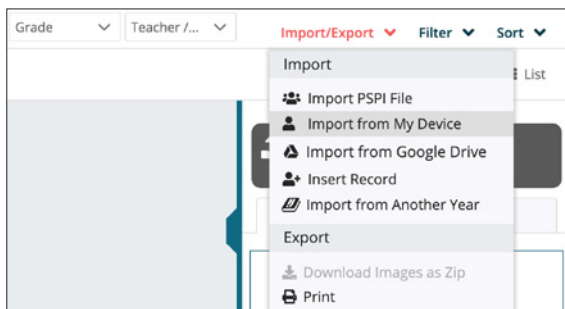 Grade
Teacher /...
Import/Export
Filter
Sort
Import
List
Import PSPI File
Import from My Device
Import from Google Drive
Insert Record
Import from Another Year
Export
Download Images as Zip
Print